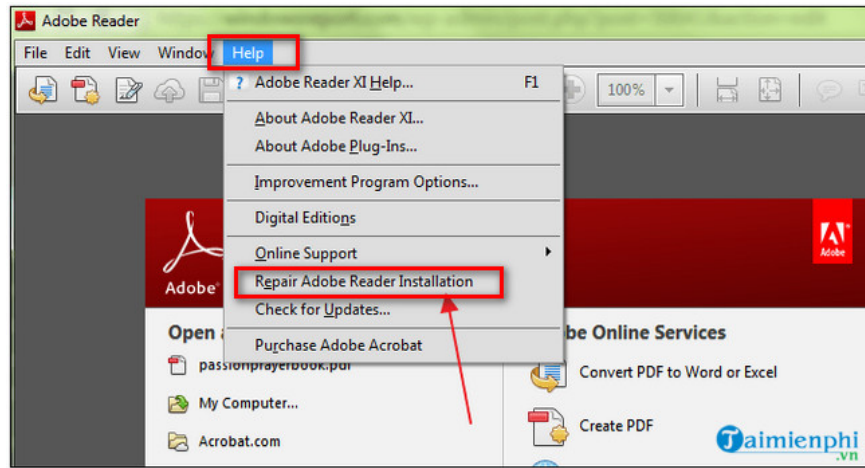 Adobe Reader
File Edit View Window Help
? Adobe Reader XI Help... F1
100%
About Adobe Reader XI...
About Adobe Plug-Ins...
Improvement Program Options...
Digital Editions
Online Support
Repair Adobe Reader Installation
Check for Updates...
Purchase Adobe Acrobat
Adobe
Adobe
Open
be Online Services
passionprayerbook.pdf
Convert PDF to Word or Excel
My Computer...
Create PDF
Acrobat.com
Taimienphi
.vn